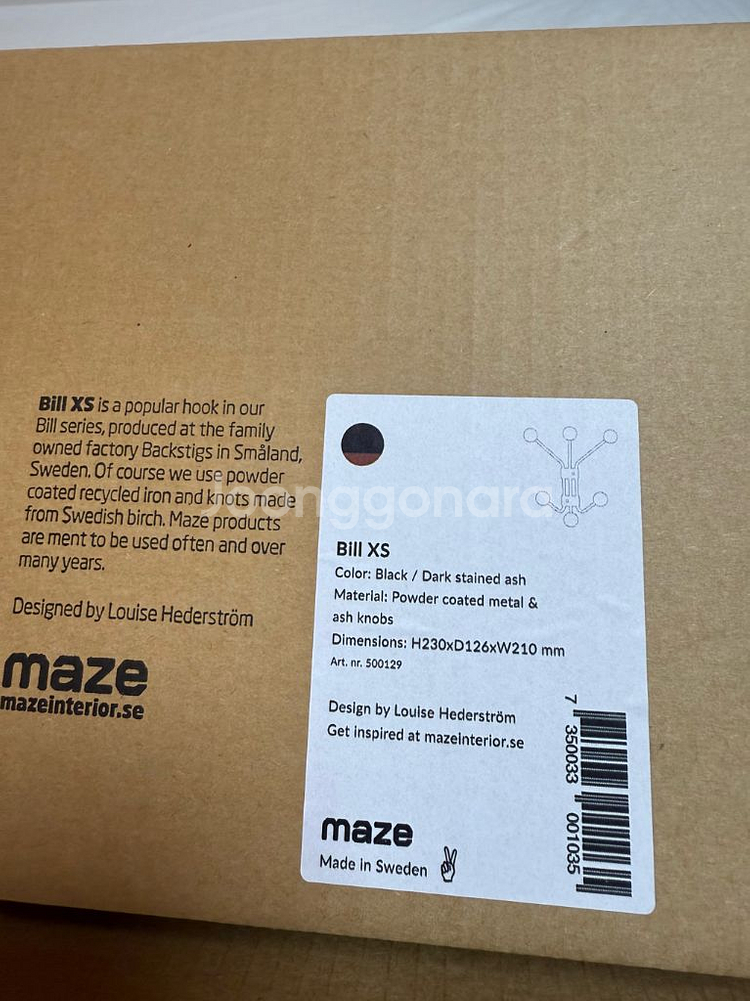 Bill XS is a popular hook in our
Bill series, produced at the family
owned factory Backstigs in Småland,
Sweden. Of course we use powder
coated recycled iron and knots made
from Swedish birch. Maze products
are ment to be used often and over
many years.
Designed by Louise Hederström
maze
mazeinterior.se
Joonggonara
Bill XS
Color: Black / Dark stained ash
Material: Powder coated metal &
ash knobs
Dimensions: H230xD126xW210 mm
Art. nr. 500129
Design by Louise Hederström
Get inspired at mazeinterior.se
maze
Made in Sweden
7 350033 001035